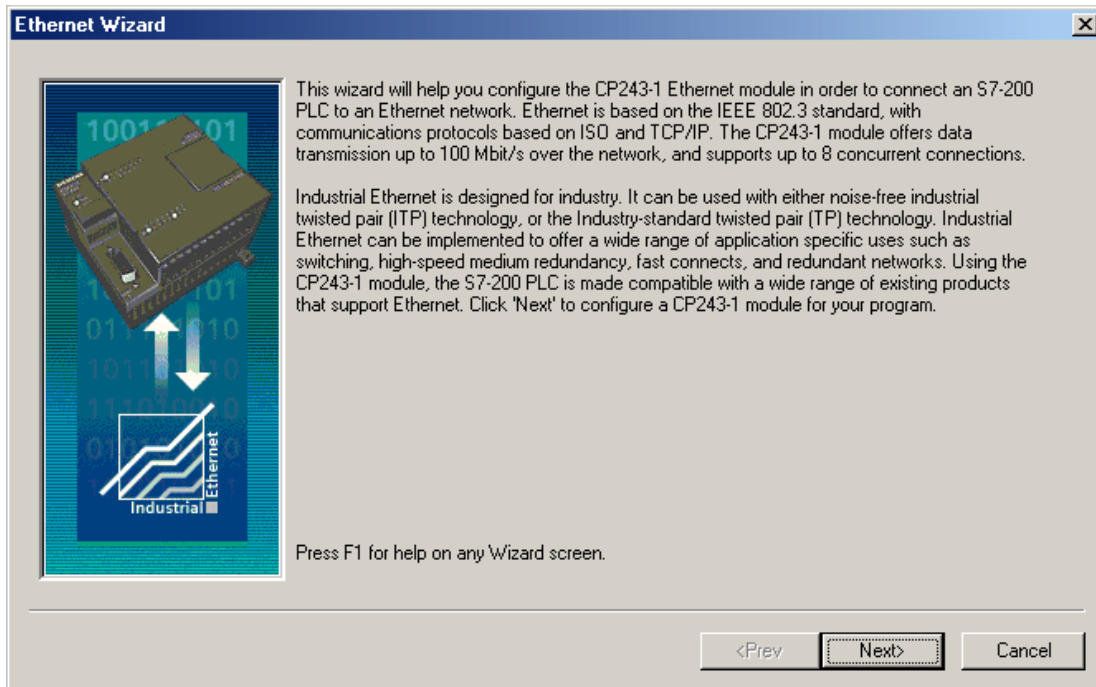 Ethernet Wizard
This wizard will help you configure the CP243-1 Ethernet module in order to connect an S7-200
PLC to an Ethernet network. Ethernet is based on the IEEE 802.3 standard, with
communications protocols based on ISO and TCP/IP. The CP243-1 module offers data
transmission up to 100 Mbit/s over the network, and supports up to 8 concurrent connections.
Industrial Ethernet is designed for industry. It can be used with either noise-free industrial
twisted pair (ITP) technology, or the Industry-standard twisted pair (TP) technology. Industrial
Ethernet can be implemented to offer a wide range of application specific uses such as
switching, high-speed medium redundancy, fast connects, and redundant networks. Using the
CP243-1 module, the S7-200 PLC is made compatible with a wide range of existing products
that support Ethernet. Click 'Next' to configure a CP243-1 module for your program.
Industrial
Ethernet
Press F1 for help on any Wizard screen.
<Prev
Next>
Cancel